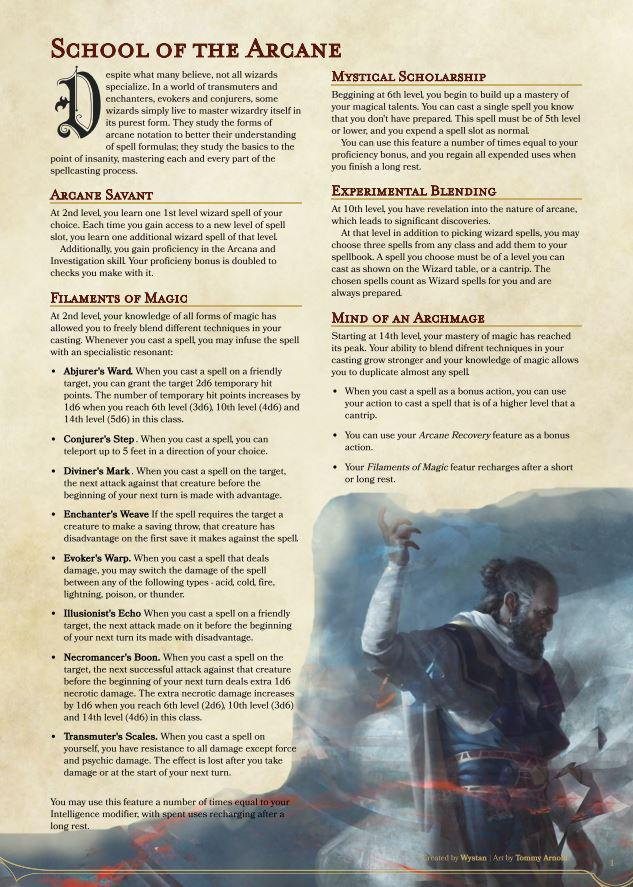 School of the Arcane
Despite what many believe, not all wizards
specialize. In a world of transmuters and
enchanters, evokers and conjurers, some
wizards simply live to master wizardry itself in
its purest form. They study the forms of
arcane notation to better their understanding
of spell formulas; they study the basics to the
point of insanity, mastering each and every part of the
spellcasting process.
Arcane Savant
At 2nd level, you learn one 1st level wizard spell of your
choice. Each time you gain access to a new level of spell
slot, you learn one additional wizard spell of that level.
Additionally, you gain proficiency in the Arcana and
Investigation skill. Your proficieny bonus is doubled to
checks you make with it.
Filaments of Magic
At 2nd level, your knowledge of all forms of magic has
allowed you to freely blend different techniques in your
casting. Whenever you cast a spell, you may infuse the spell
with an specialistic resonant:
• Abjurer's Ward. When you cast a spell on a friendly
target, you can grant the target 2d6 temporary hit
points. The number of temporary hit points increases by
1d6 when you reach 6th level (3d6), 10th level (4d6) and
14th level (5d6) in this class.
• Conjurer's Step . When you cast a spell, you can
teleport up to 5 feet in a direction of your choice.
• Diviner's Mark . When you cast a spell on the target,
the next attack against that creature before the
beginning of your next turn is made with advantage.
• Enchanter's Weave If the spell requires the target a
creature to make a saving throw, that creature has
disadvantage on the first save it makes against the spell.
• Evoker's Warp. When you cast a spell that deals
damage, you may switch the damage of the spell
between any of the following types - acid, cold, fire,
lightning, poison, or thunder.
• Illusionist's Echo When you cast a spell on a friendly
target, the next attack made on it before the beginning
of your next turn its made with disadvantage.
• Necromancer's Boon. When you cast a spell on the
target, the next successful attack against that creature
before the beginning of your next turn deals extra 1d6
necrotic damage. The extra necrotic damage increases
by 1d6 when you reach 6th level (2d6), 10th level (3d6)
and 14th level (4d6) in this class.
• Transmuter's Scales. When you cast a spell on
yourself, you have resistance to all damage except force
and psychic damage. The effect is lost after you take
damage or at the start of your next turn.
You may use this feature a number of times equal to your
Intelligence modifier, with spent uses recharging after a
long rest.
Mystical Scholarship
Beggining at 6th level, you begin to build up a mastery of
your magical talents. You can cast a single spell you know
that you don't have prepared. This spell must be of 5th level
or lower, and you expend a spell slot as normal.
You can use this feature a number of times equal to your
proficiency bonus, and you regain all expended uses when
you finish a long rest.
Experimental Blending
At 10th level, you have revelation into the nature of arcane,
which leads to significant discoveries.
At that level in addition to picking wizard spells, you may
choose three spells from any class and add them to your
spellbook. A spell you choose must be of a level you can
cast as shown on the Wizard table, or a cantrip. The
chosen spells count as Wizard spells for you and are
always prepared.
Mind of an Archmage
Starting at 14th level, your mastery of magic has reached
its peak. Your ability to blend difrent techniques in your
casting grow stronger and your knowledge of magic allows
you to duplicate almost any spell.
• When you cast a spell as a bonus action, you can use
your action to cast a spell that is of a higher level that a
cantrip.
• You can use your Arcane Recovery feature as a bonus
action.
• Your Filaments of Magic featur recharges after a short
or long rest.
Created by Wystan | Art by Tommy Arnold
1